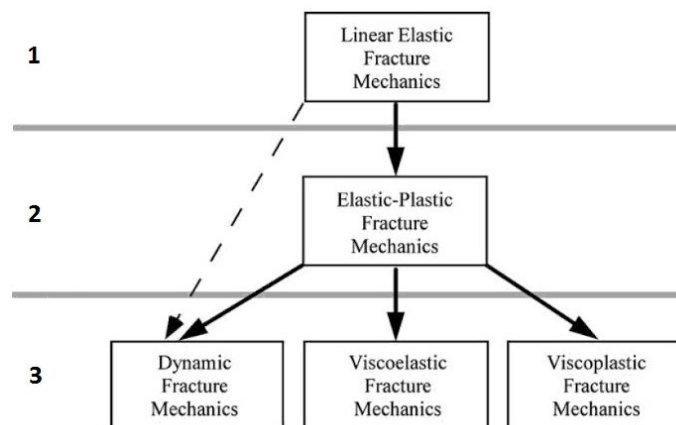 1
Linear Elastic
Fracture
Mechanics
2
Elastic-Plastic
Fracture
Mechanics
3
Dynamic
Fracture
Mechanics
Viscoelastic
Fracture
Mechanics
Viscoplastic
Fracture
Mechanics